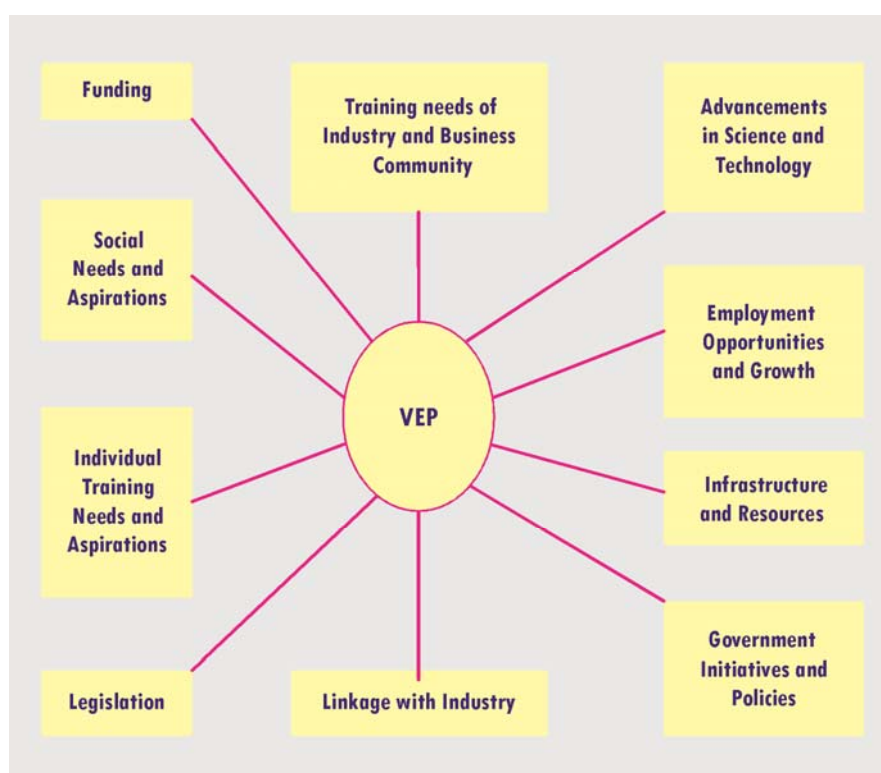 Funding
Training needs of
Industry and Business
Community
Advancements
in Science and
Technology
Social
Needs and
Aspirations
Employment
Opportunities
and Growth
VEP
Individual
Training
Needs and
Aspirations
Infrastructure
and Resources
Government
Initiatives and
Policies
Legislation
Linkage with Industry